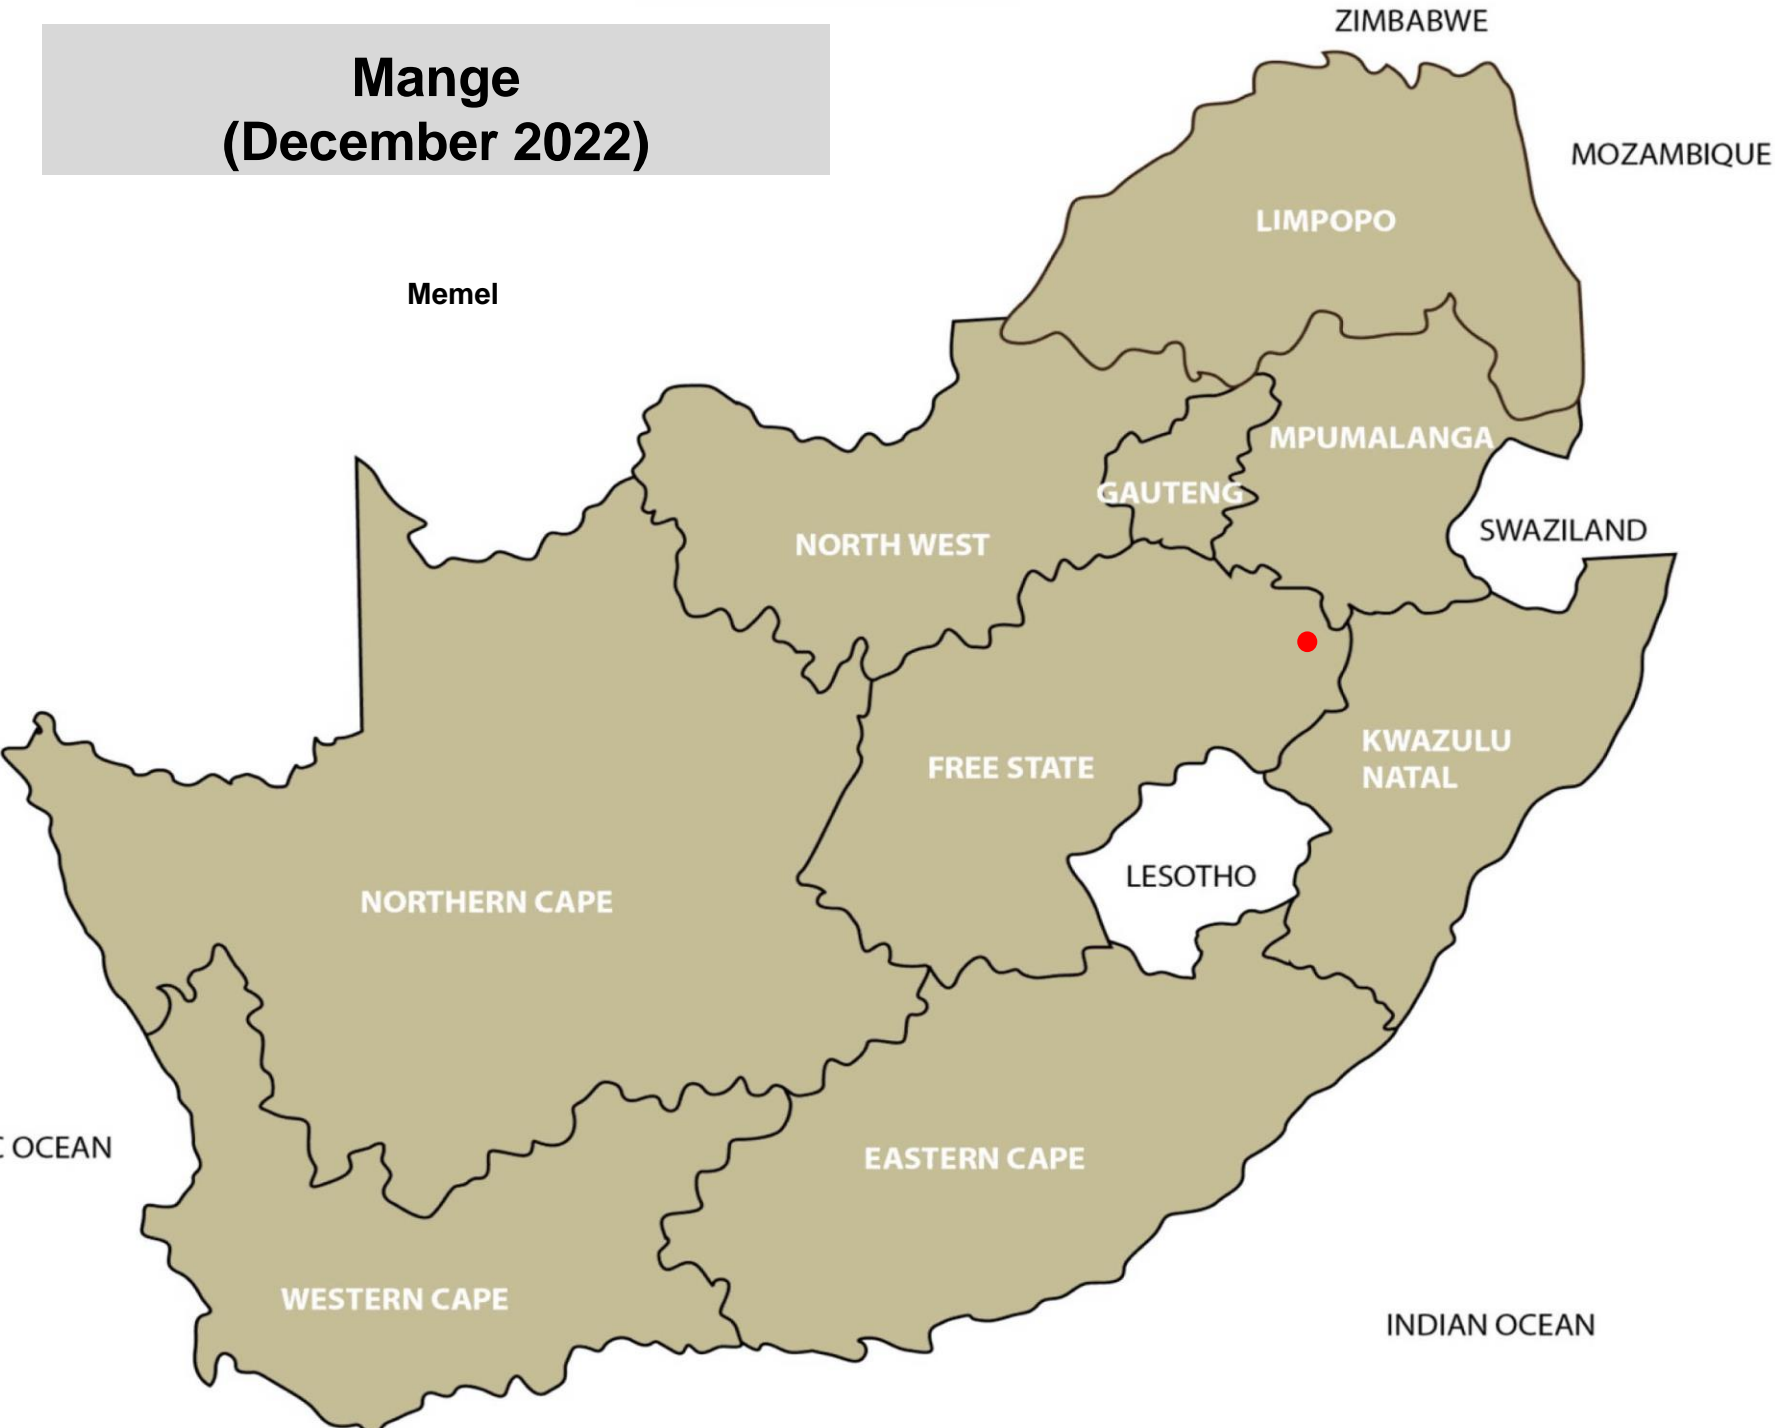 Mange
(December 2022)
ZIMBABWE
MOZAMBIQUE
LIMPOPO
Memel
MPUMALANGA
GAUTENG
SWAZILAND
NORTH WEST
KWAZULU
NATAL
FREE STATE
LESOTHO
NORTHERN CAPE
C OCEAN
EASTERN CAPE
WESTERN CAPE
INDIAN OCEAN